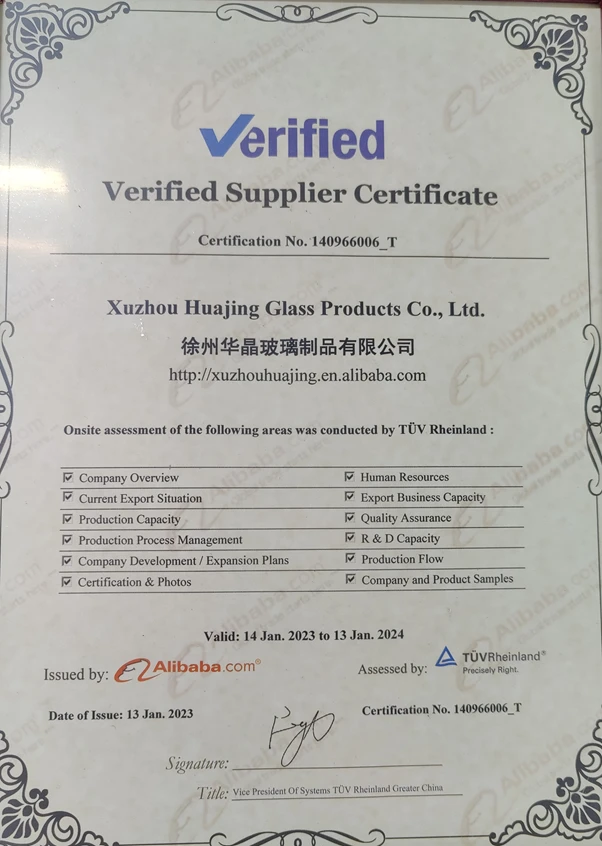 Verified
Verified Supplier Certificate
Certification No. 140966006_T
Xuzhou Huajing Glass Products Co., Ltd.
徐州华晶玻璃制品有限公司
http://xuzhouhuajing.en.alibaba.com
Onsite assessment of the following areas was conducted by TÜV Rheinland :
Company Overview
Human Resources
Current Export Situation
Export Business Capacity
Production Capacity
Quality Assurance
Production Process Management
R & D Capacity
Company Development / Expansion Plans
Production Flow
Certification & Photos
Company and Product Samples
Valid: 14 Jan. 2023 to 13 Jan. 2024
Issued by: Alibaba.com®
Assessed by: TÜVRheinland®
Precisely Right.
Date of Issue: 13 Jan. 2023
Certification No. 140966006_T
Signature:
Title: Vice President Of Systems TÜV Rheinland Greater China